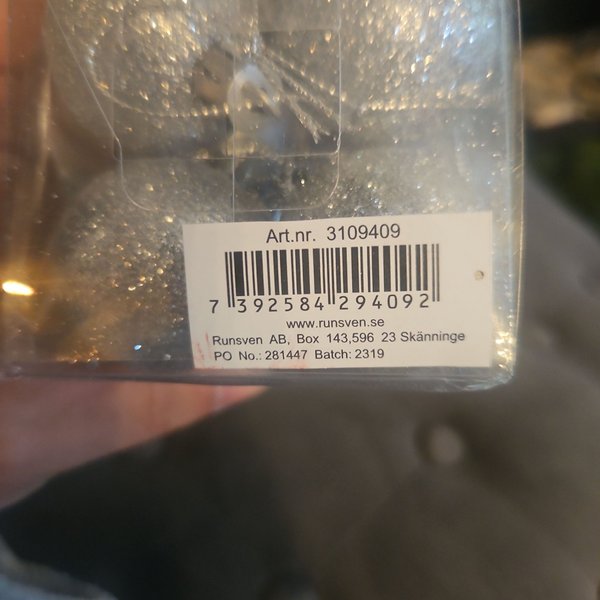 Art.nr. 3109409
7 392584 294092
www.runsven.se
Runsven AB, Box 143,596 23 Skänninge
PO No.: 281447 Batch: 2319